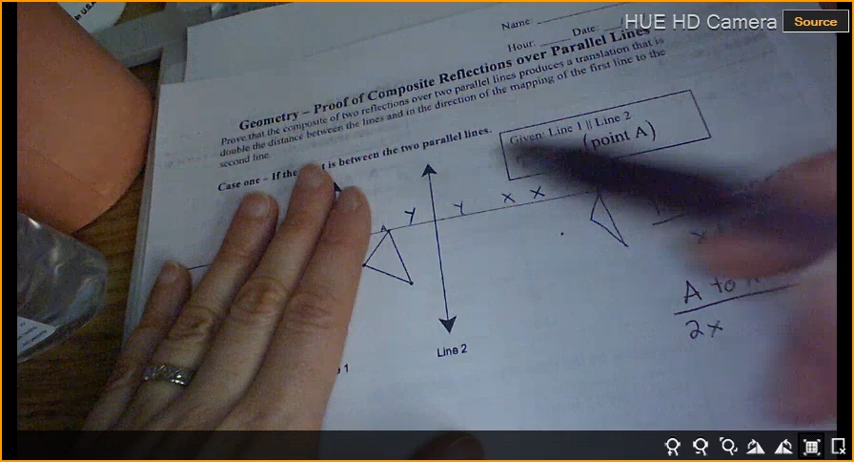 HUE HD Camera
Source
Name:
Hour: Date:
Geometry – Proof of Composite Reflections over Parallel Lines
Prove that the composite of two reflections over two parallel lines produces a translation that is
double the distance between the lines and in the direction of the mapping of the first line to the
second line.
Case one – If the is between the two parallel lines.
Given: Line 1 || Line 2
(point A)
A Y Y X X
x
A to
2x
1
Line 2